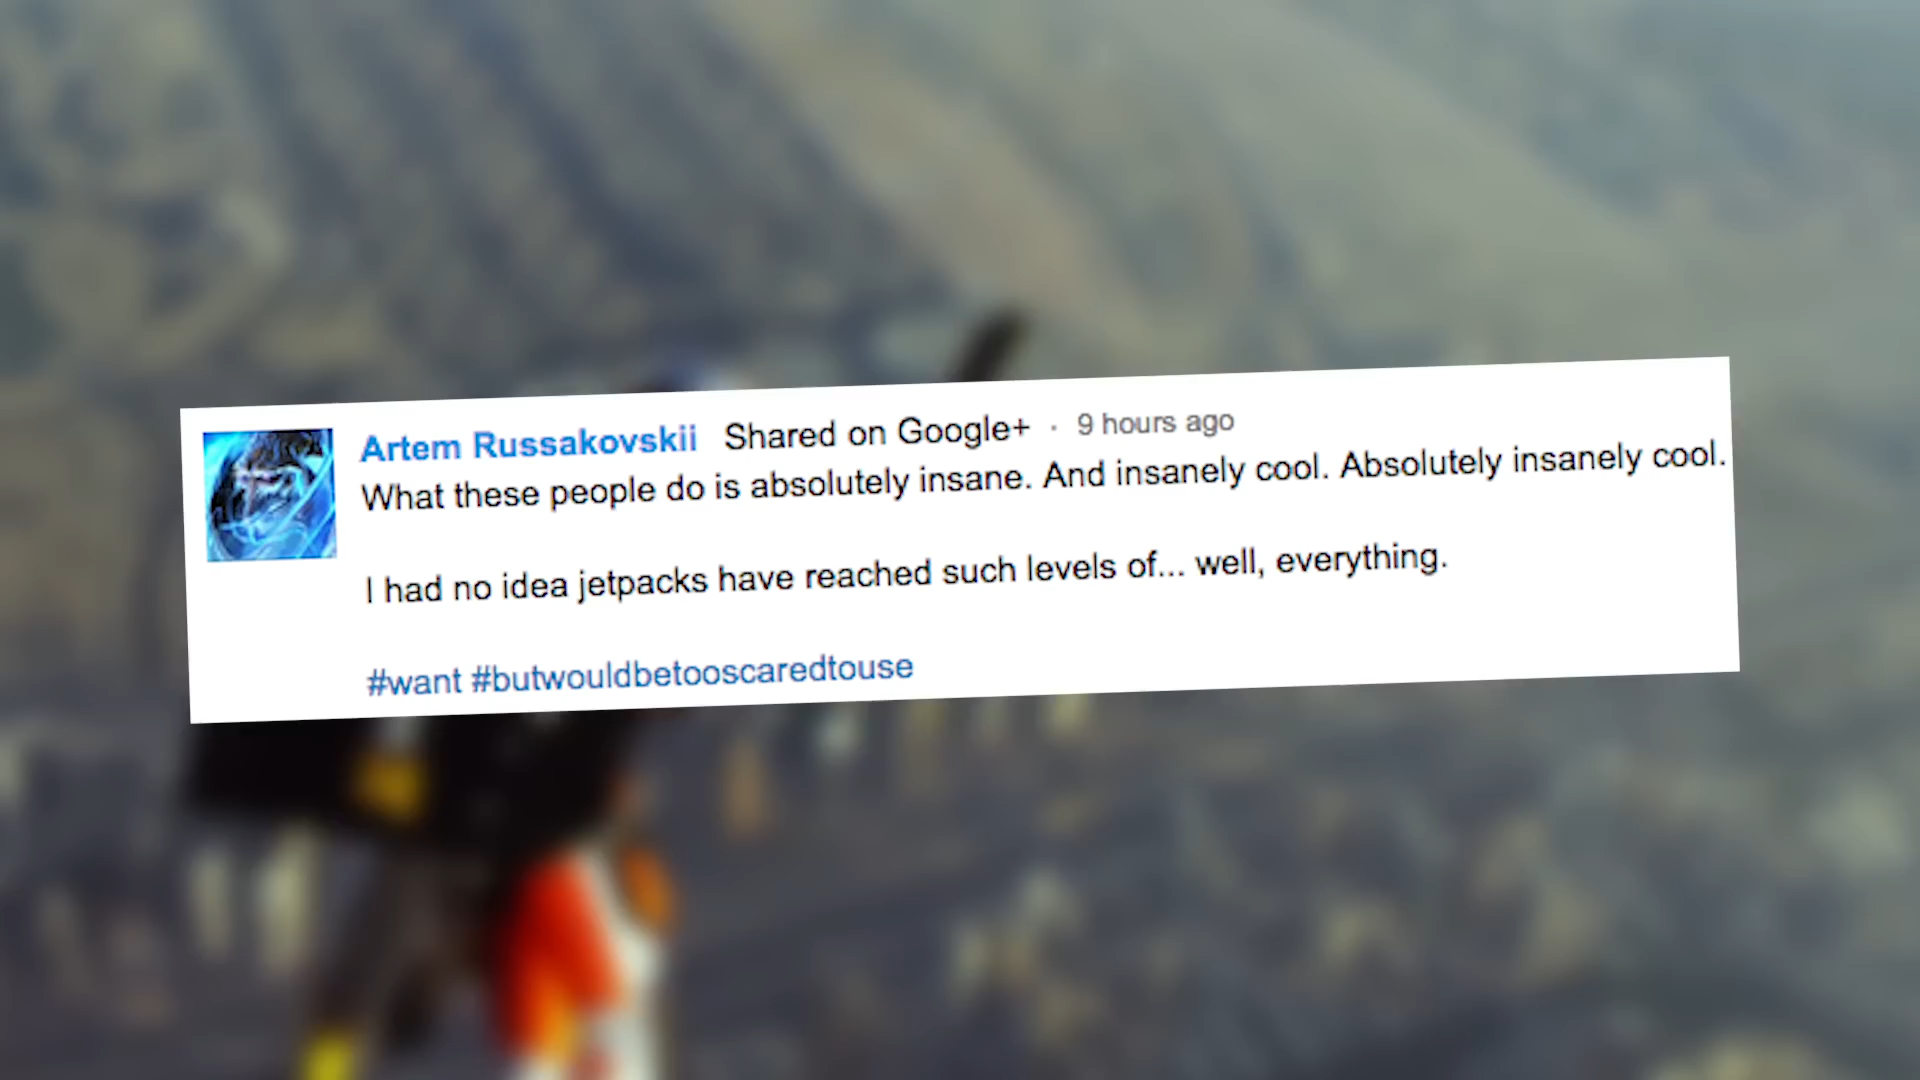 Artem Russakovskii Shared on Google+ · 9 hours ago
What these people do is absolutely insane. And insanely cool. Absolutely insanely cool.
I had no idea jetpacks have reached such levels of... well, everything.
#want #butwouldbetooscaredtouse